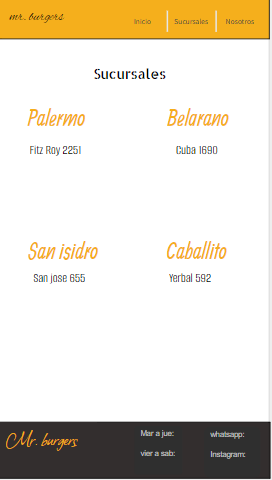 mr. burgers
Inicio Sucursales Nosotros
Sucursales
Palermo Belarano
Fitz Roy 2251 Cuba 1690
San isidro Caballito
San jose 655 Yerbal 592
Mr. burgers
Mar a jue: whatsapp:
vier a sab: Instagram: